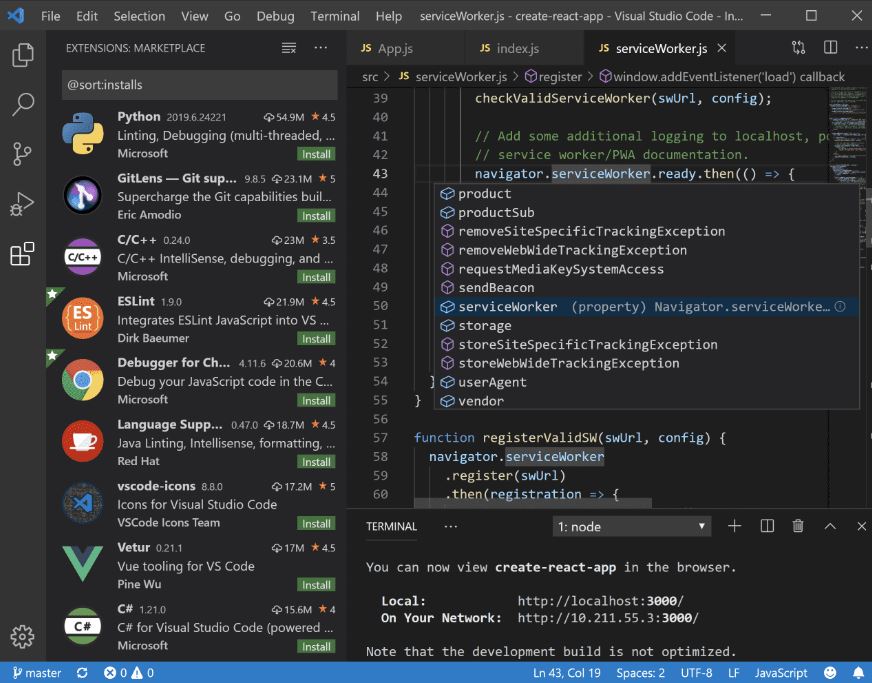 File Edit Selection View Go Debug Terminal Help serviceWorker.js - create-react-app - Visual Studio Code - In...
EXTENSIONS: MARKETPLACE
@sort:installs
Python 2019.6.24221 54.9M 4.5
Linting, Debugging (multi-threaded, ...
Microsoft Install
GitLens — Git sup... 9.8.5 23.1M 5
Supercharge the Git capabilities buil...
Eric Amodio Install
C/C++ C/C++ 0.24.0 23M 3.5
C/C++ IntelliSense, debugging, and ...
Microsoft Install
ESLint 1.9.0 21.9M 4.5
ES Lint
Integrates ESLint JavaScript into VS ...
Dirk Baeumer Install
Debugger for Ch... 4.11.6 20.6M 4
Debug your JavaScript code in the C...
Microsoft Install
Language Supp... 0.47.0 18.7M 4.5
Java Linting, Intellisense, formatting, ...
Red Hat Install
vscode-icons 8.8.0 17.2M 5
Icons for Visual Studio Code
VSCode Icons Team Install
Vetur 0.21.1 17M 4.5
Vue tooling for VS Code
Pine Wu Install
C# C# 1.21.0 15.6M 4
C# for Visual Studio Code (powered ...
Microsoft Install
JS App.js JS index.js JS serviceWorker.js
src > JS serviceWorker.js > register > window.addEventListener('load') callback
39 checkValidServiceWorker(swUrl, config);
40
41 // Add some additional logging to localhost, po
42 // service worker/PWA documentation.
43 navigator.serviceWorker.ready.then(() => {
44 product
45 productSub
46 removeSiteSpecificTrackingException
47 removeWebWideTrackingException
48 requestMediaKeySystemAccess
49 sendBeacon
50 serviceWorker (property) Navigator.serviceWorke...
51 storage
52 storeSiteSpecificTrackingException
53 storeWebWideTrackingException
54 } userAgent
55 } vendor
56
57 function registerValidSW(swUrl, config) {
58 navigator.serviceWorker
59 .register(swUrl)
60 .then(registration => {
TERMINAL ... 1: node
You can now view create-react-app in the browser.
Local: http://localhost:3000/
On Your Network: http://10.211.55.3:3000/
Note that the development build is not optimized.
master 0 0 Ln 43, Col 19 Spaces: 2 UTF-8 LF JavaScript